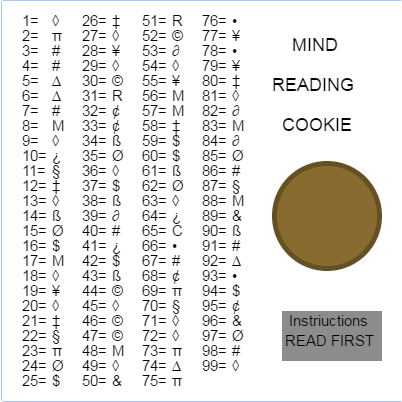 1= ◊ 26= ‡ 51= R 76= •
2= π 27= ◊ 52= © 77= ¥
3= # 28= ¥ 53= ∂ 78= •
4= # 29= ◊ 54= ◊ 79= ¥
5= ∆ 30= © 55= ¥ 80= ‡
6= ∆ 31= R 56= M 81= ◊
7= # 32= ¢ 57= M 82= ∂
8= M 33= ¢ 58= ‡ 83= M
9= ◊ 34= ß 59= $ 84= ∂
10= ¿ 35= Ø 60= $ 85= Ø
11= § 36= ◊ 61= ß 86= #
12= ‡ 37= $ 62= Ø 87= §
13= ◊ 38= ß 63= ◊ 88= M
14= ß 39= ∂ 64= ¿ 89= &
15= Ø 40= # 65= C 90= ß
16= $ 41= ¿ 66= • 91= #
17= M 42= $ 67= # 92= ∆
18= ◊ 43= ß 68= ¢ 93= •
19= ¥ 44= © 69= π 94= $
20= ◊ 45= ◊ 70= § 95= ¢
21= ‡ 46= © 71= ◊ 96= &
22= § 47= © 72= ◊ 97= Ø
23= π 48= M 73= π 98= #
24= Ø 49= ◊ 74= ∆ 99= ◊
25= $ 50= & 75= π
MIND
READING
COOKIE
Instriuctions
READ FIRST